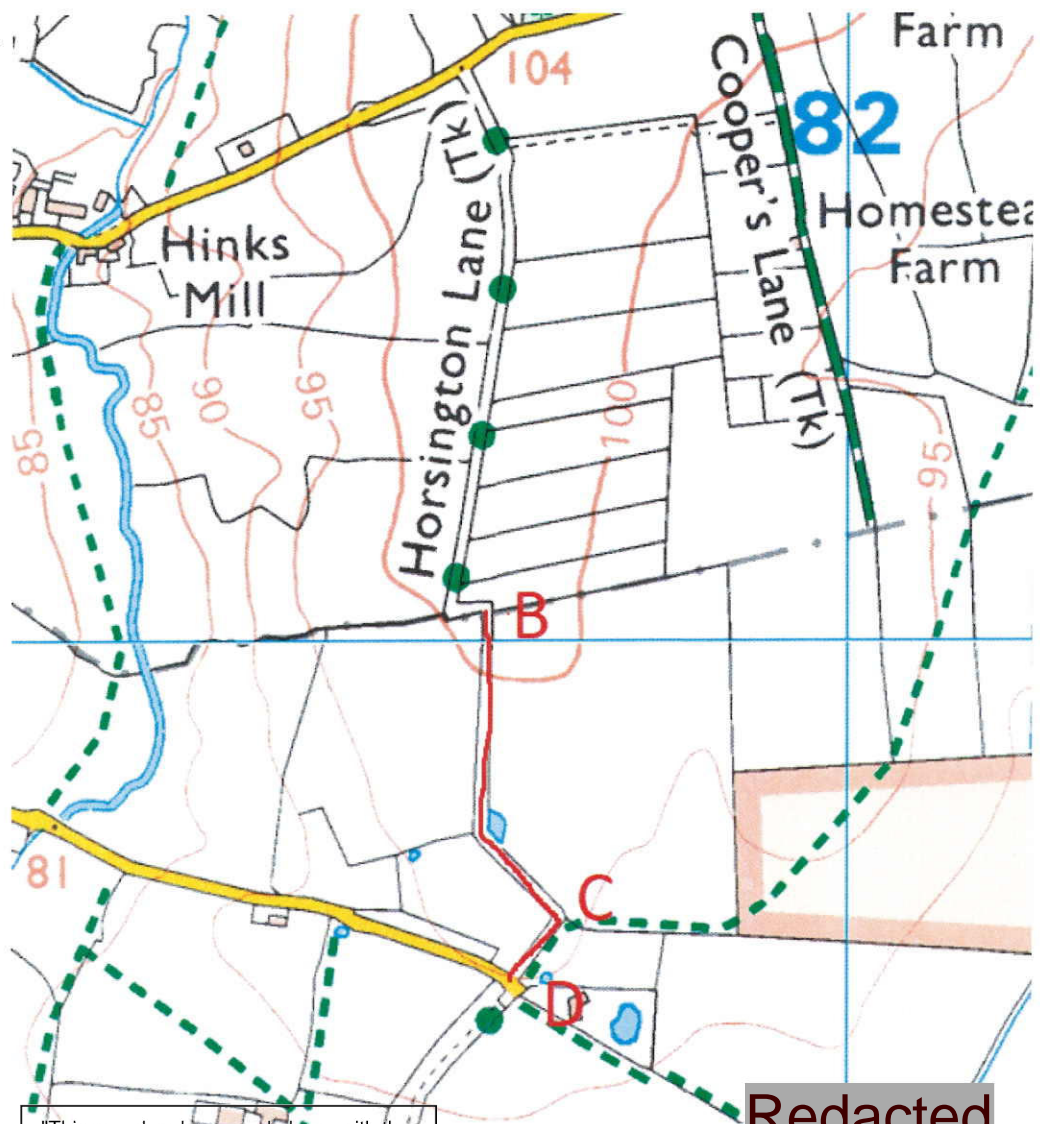 Farm
104
Cooper's Lane (Tk)
82
Horsington Lane (Tk)
Homestea
Farm
Hinks
Mill
85
85
90
95
100
95
B
81
C
D
Redacted